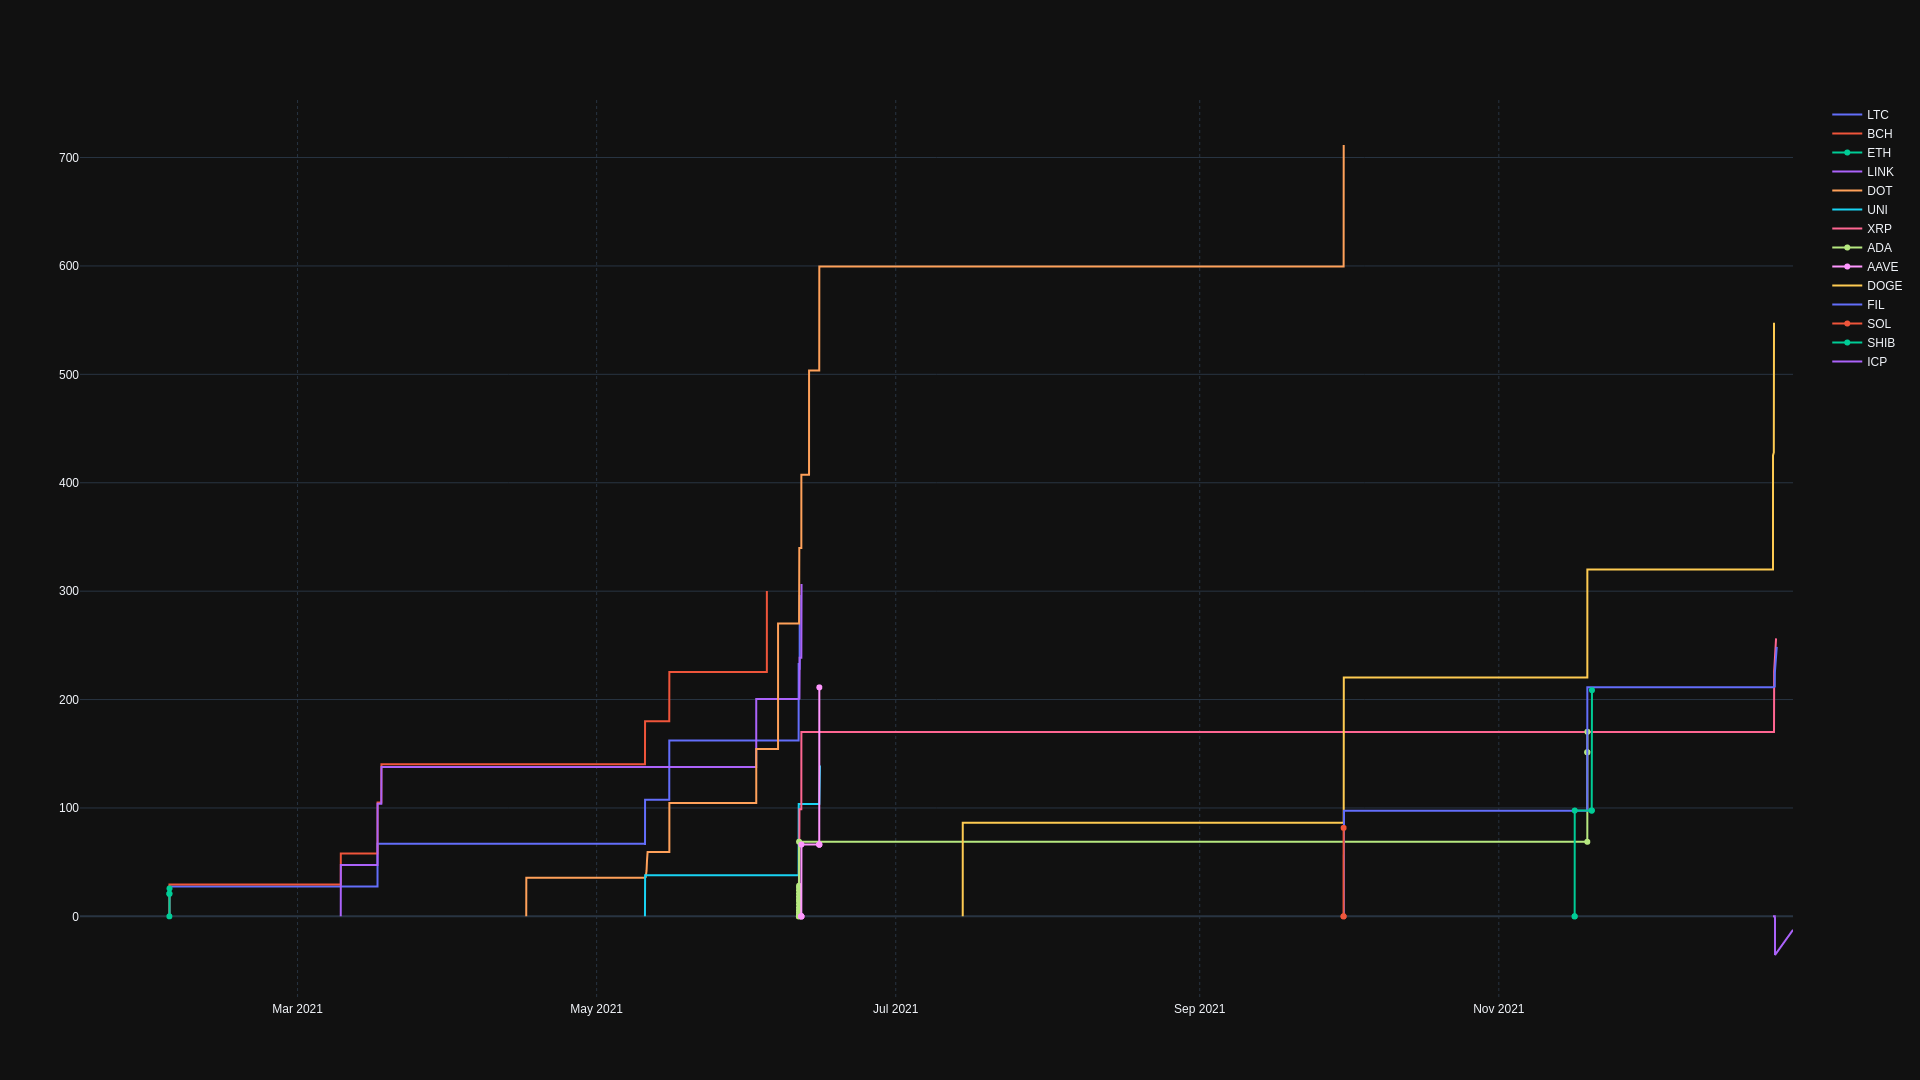 700
600
500
400
300
200
100
0
Mar 2021
May 2021
Jul 2021
Sep 2021
Nov 2021
LTC
BCH
ETH
LINK
DOT
UNI
XRP
ADA
AAVE
DOGE
FIL
SOL
SHIB
ICP